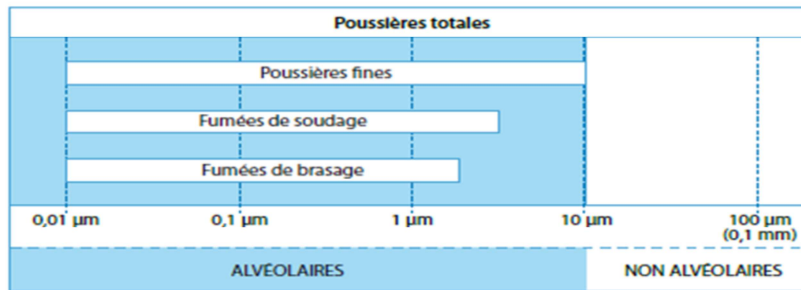 Poussières totales
Poussières fines
Fumées de soudage
Fumées de brasage
0,01 µm 0,1 µm 1 µm 10 µm 100 µm
(0,1 mm)
ALVÉOLAIRES NON ALVÉOLAIRES